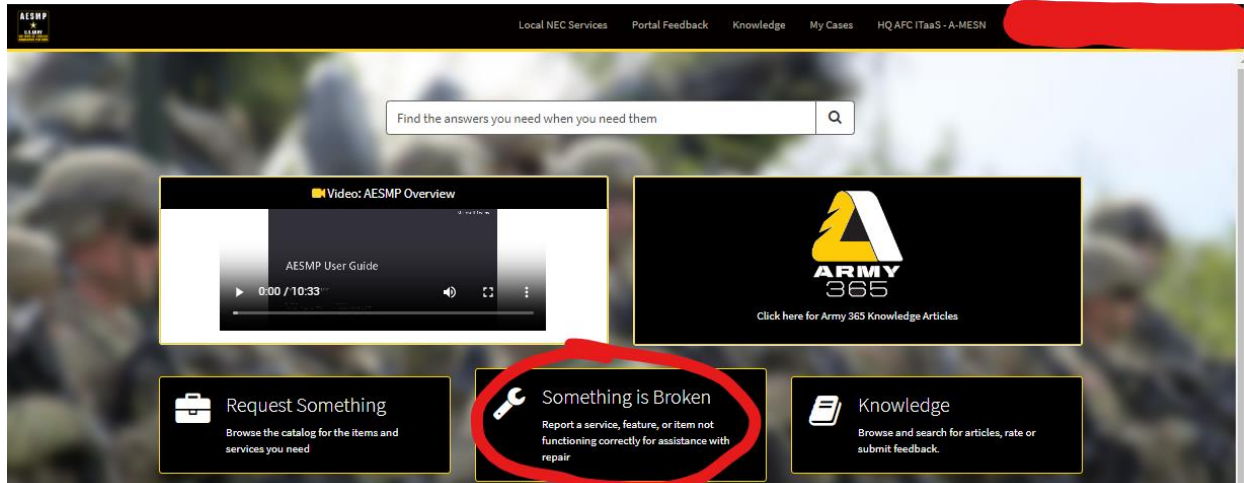 AESMP
U.S. ARMY
Local NEC Services
Portal Feedback
Knowledge
My Cases
HQ AFC ITaaS - A-MESN
Find the answers you need when you need them
Video: AESMP Overview
AESMP User Guide
0:00 / 10:33
ARMY
365
Click here for Army 365 Knowledge Articles
Request Something
Browse the catalog for the items and
services you need
Something is Broken
Report a service, feature, or item not
functioning correctly for assistance with
repair
Knowledge
Browse and search for articles, rate or
submit feedback.